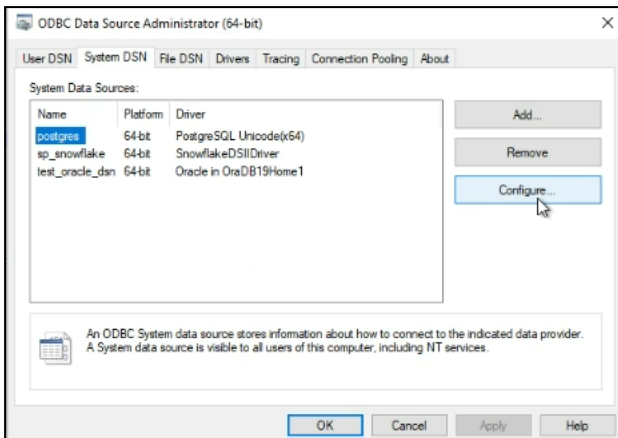 ODBC Data Source Administrator (64-bit)
User DSN System DSN File DSN Drivers Tracing Connection Pooling About
System Data Sources:
Name Platform Driver
postgres 64-bit PostgreSQL Unicode(x64)
sp_snowflake 64-bit SnowflakeDSIIDriver
test_oracle_dsn 64-bit Oracle in OraDB19Home1
Add...
Remove
Configure...
An ODBC System data source stores information about how to connect to the indicated data provider.
A System data source is visible to all users of this computer, including NT services.
OK Cancel Apply Help